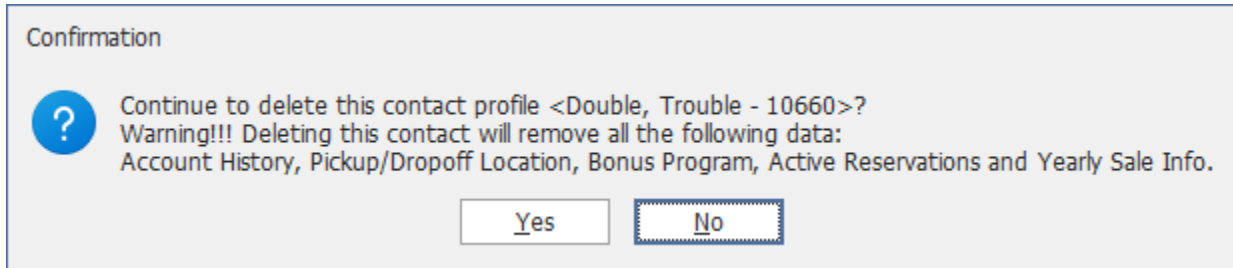 Confirmation
?
Continue to delete this contact profile <Double, Trouble - 10660>?
Warning!!! Deleting this contact will remove all the following data:
Account History, Pickup/Dropoff Location, Bonus Program, Active Reservations and Yearly Sale Info.
Yes No